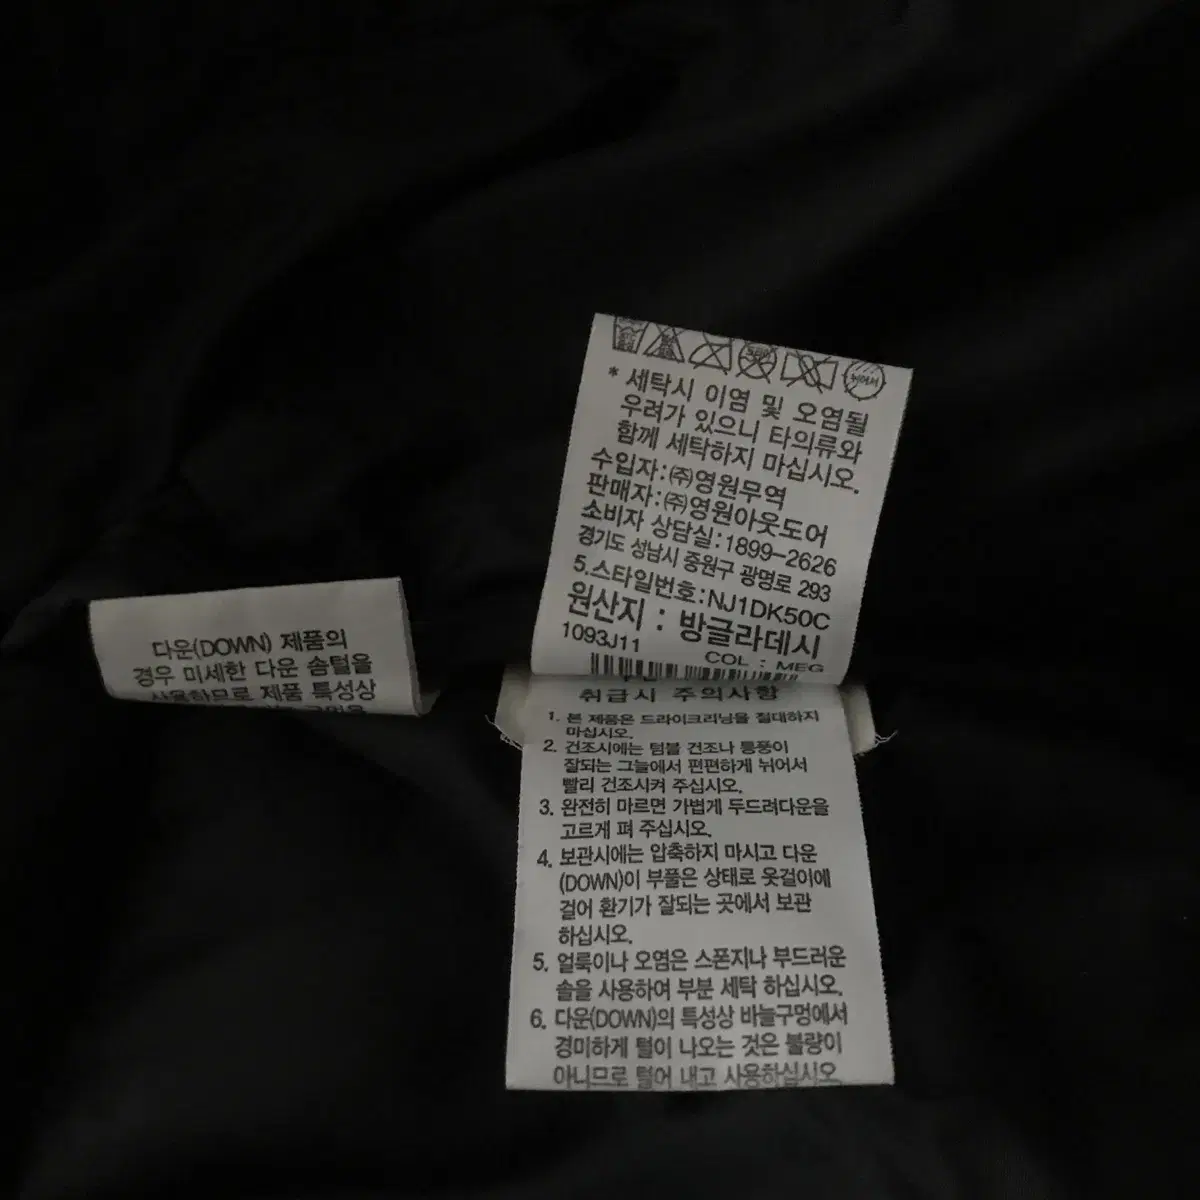 * 세탁시 이염 및 오염될
우려가 있으니 타의류와
함께 세탁하지 마십시오.
수입자:㈜영원무역
판매자:㈜영원아웃도어
소비자 상담실:1899-2626
경기도 성남시 중원구 광명로 293
5.스타일번호:NJ1DK50C
원산지 : 방글라데시
1093J11
COL : MEG
다운(DOWN) 제품의
경우 미세한 다운 솜털을
사용하므로 제품 특성상
취급시 주의사항
1. 본 제품은 드라이크리닝을 절대하지
마십시오.
2. 건조시에는 텀블 건조나 통풍이
잘되는 그늘에서 편편하게 뉘어서
빨리 건조시켜 주십시오.
3. 완전히 마르면 가볍게 두드려다운을
고르게 펴 주십시오.
4. 보관시에는 압축하지 마시고 다운
(DOWN)이 부풀은 상태로 옷걸이에
걸어 환기가 잘되는 곳에서 보관
하십시오.
5. 얼룩이나 오염은 스폰지나 부드러운
솔을 사용하여 부분 세탁 하십시오.
6. 다운(DOWN)의 특성상 바늘구멍에서
경미하게 털이 나오는 것은 불량이
아니므로 털어 내고 사용하십시오.